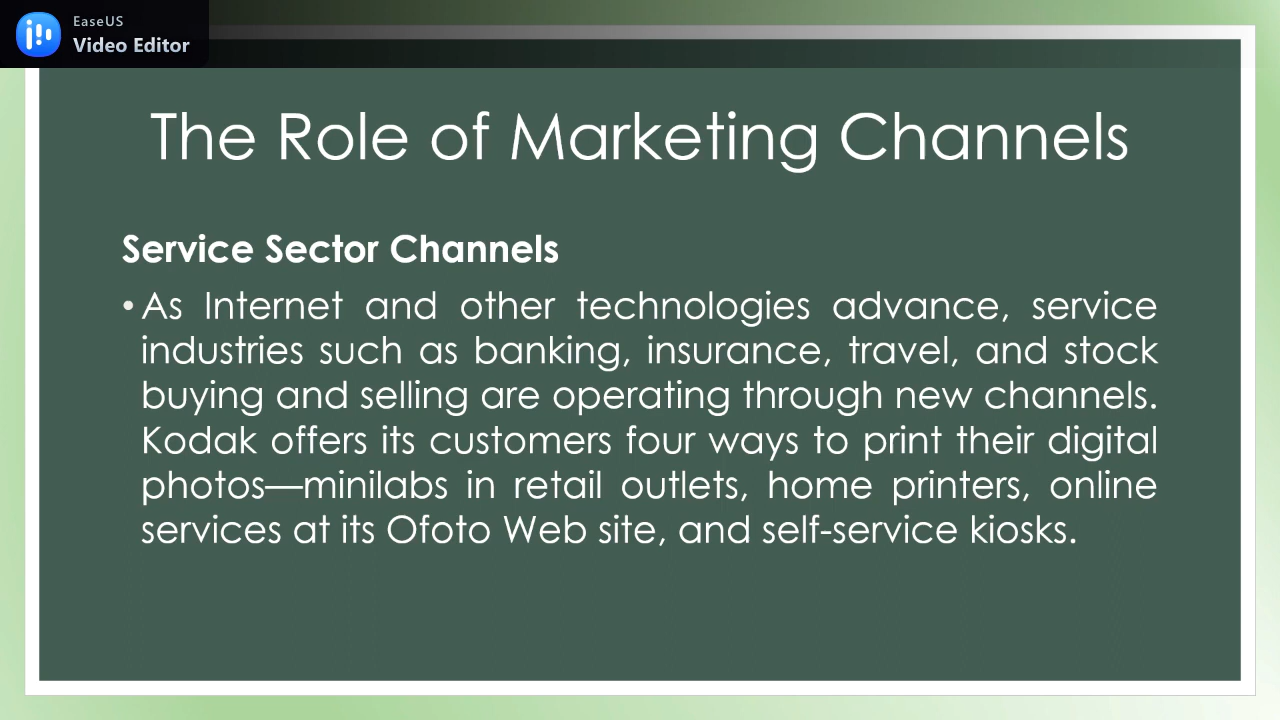 EaseUS
Video Editor
The Role of Marketing Channels
Service Sector Channels
• As Internet and other technologies advance, service
industries such as banking, insurance, travel, and stock
buying and selling are operating through new channels.
Kodak offers its customers four ways to print their digital
photos—minilabs in retail outlets, home printers, online
services at its Ofoto Web site, and self-service kiosks.